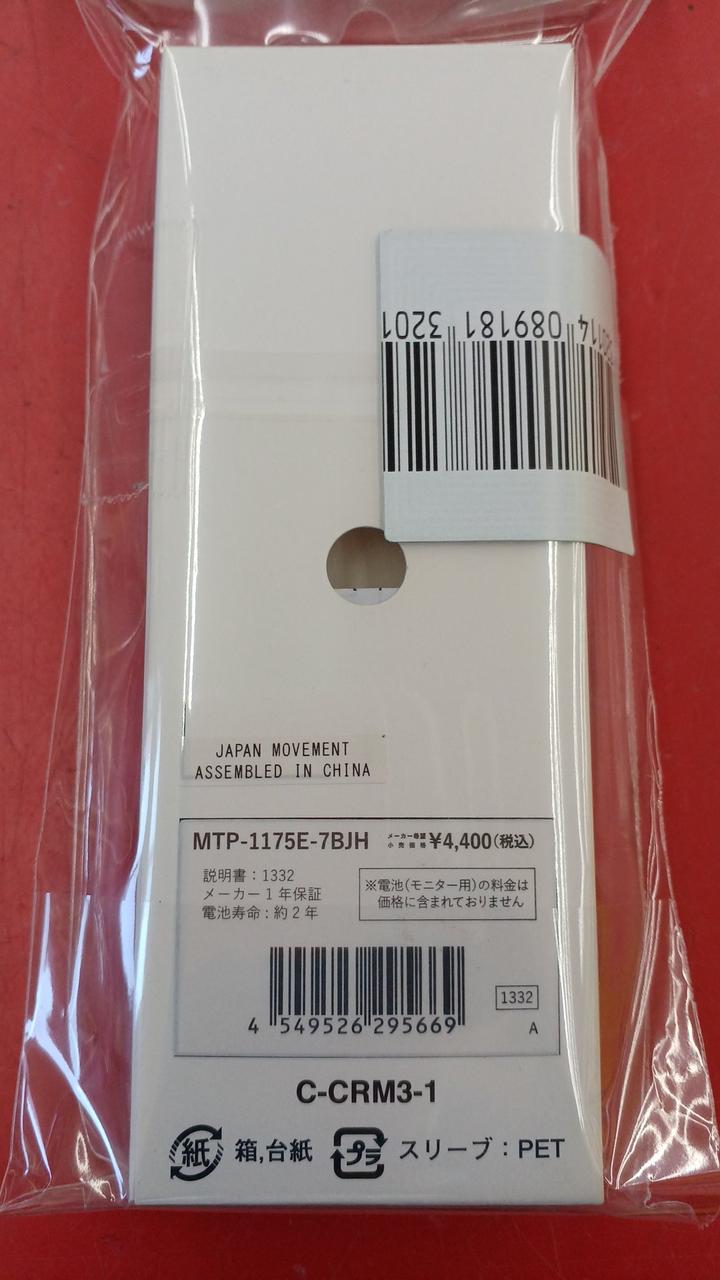 4 089181 3201
JAPAN MOVEMENT
ASSEMBLED IN CHINA
MTP-1175E-7BJH メーカー希望小売価格 ¥4,400(税込)
説明書：1332
メーカー1年保証
電池寿命：約2年
※電池(モニター用)の料金は
価格に含まれておりません
4 549526 295669
1332
A
C-CRM3-1
紙 箱,台紙 プラ スリーブ：PET